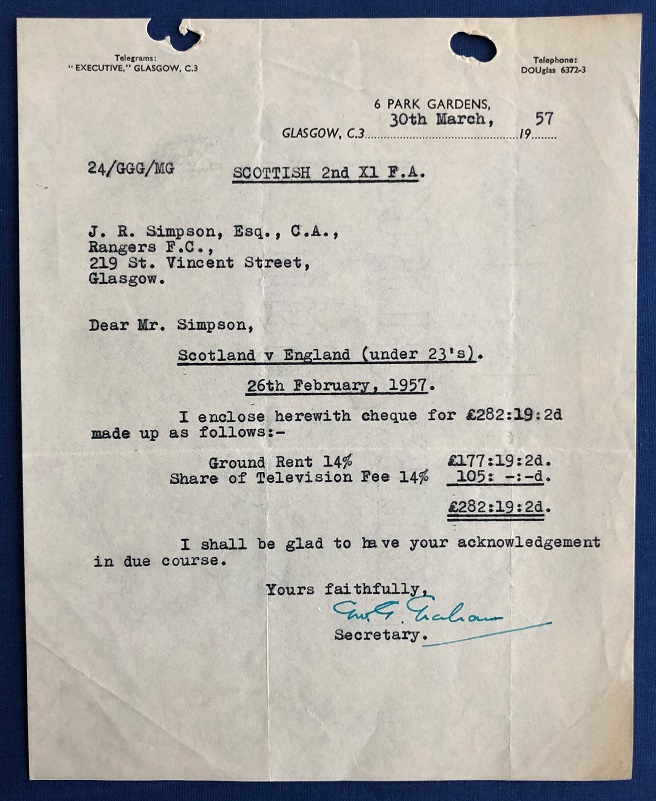 Telegrams:
"EXECUTIVE," GLASGOW, C.3
Telephone:
DOUglas 6372-3
6 PARK GARDENS,
GLASGOW, C.3. 30th March, 1957
24/GGG/MG
SCOTTISH 2nd X1 F.A.
J. R. Simpson, Esq., C.A.,
Rangers F.C.,
219 St. Vincent Street,
Glasgow.
Dear Mr. Simpson,
Scotland v England (under 23's).
26th February, 1957.
I enclose herewith cheque for £282:19:2d
made up as follows:-
Ground Rent 14% £177:19:2d.
Share of Television Fee 14% 105: -:-d.
£282:19:2d.
I shall be glad to have your acknowledgement
in due course.
Yours faithfully,
Geo. G. Graham
Secretary.